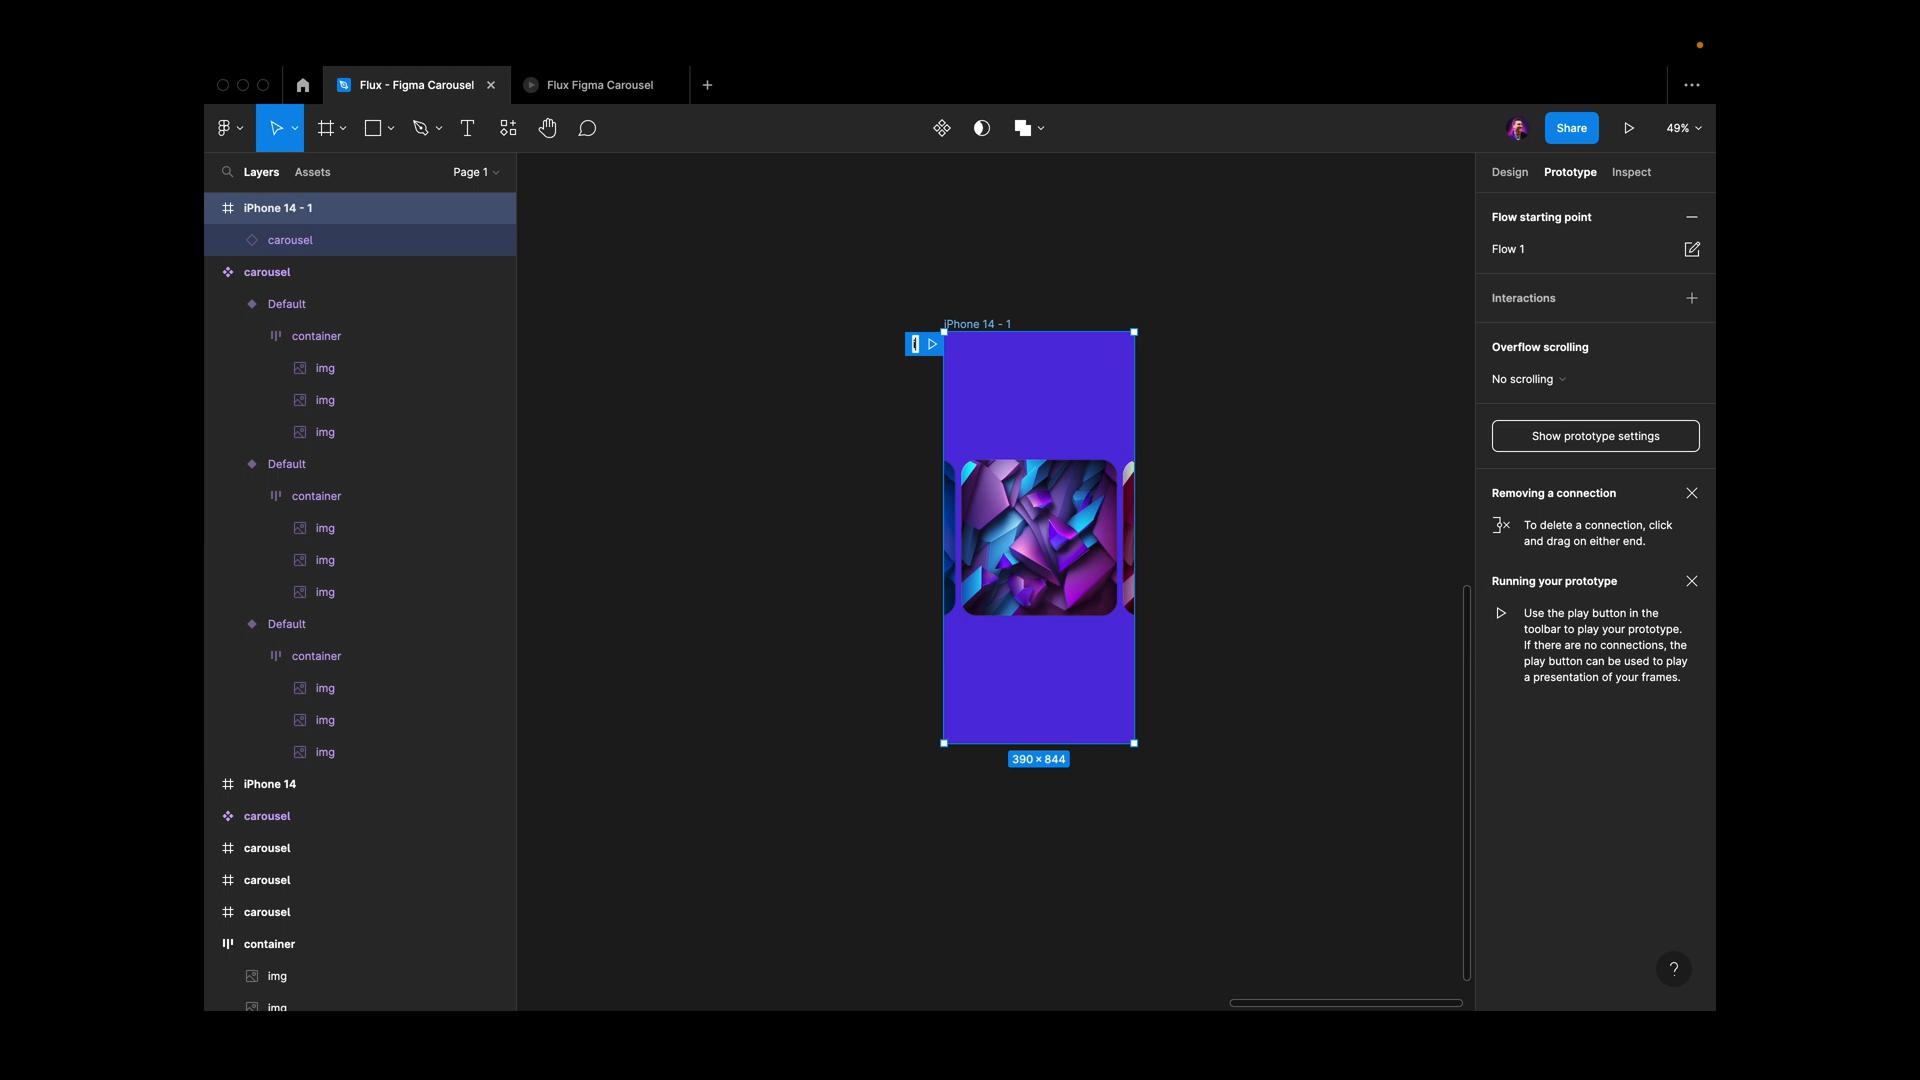 Flux - Figma Carousel
Flux Figma Carousel
Share
49%
Layers
Assets
Page 1
Design
Prototype
Inspect
iPhone 14 - 1
carousel
carousel
Default
container
img
img
img
Default
container
img
img
img
Default
container
img
img
img
iPhone 14
carousel
carousel
carousel
carousel
container
img
img
iPhone 14 - 1
390 × 844
Flow starting point
Flow 1
Interactions
Overflow scrolling
No scrolling
Show prototype settings
Removing a connection
To delete a connection, click
and drag on either end.
Running your prototype
Use the play button in the
toolbar to play your prototype.
If there are no connections, the
play button can be used to play
a presentation of your frames.
?